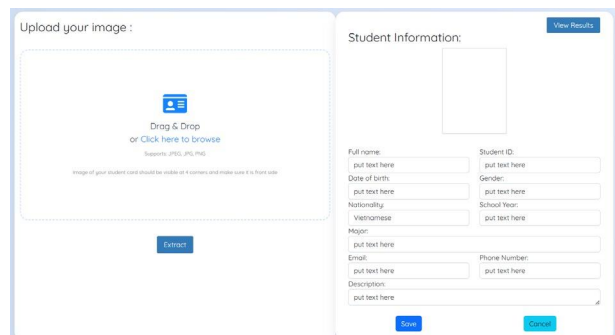 Upload your image :
Drag & Drop
or Click here to browse
Supports: JPEG, JPG, PNG
Image of your student card should be visible at 4 corners and make sure it is front side
Extract
View Results
Student Information:
Full name:
put text here
Student ID:
put text here
Date of birth:
put text here
Gender:
put text here
Nationality:
Vietnamese
School Year:
put text here
Major:
put text here
Email:
put text here
Phone Number:
put text here
Description:
put text here
Save
Cancel